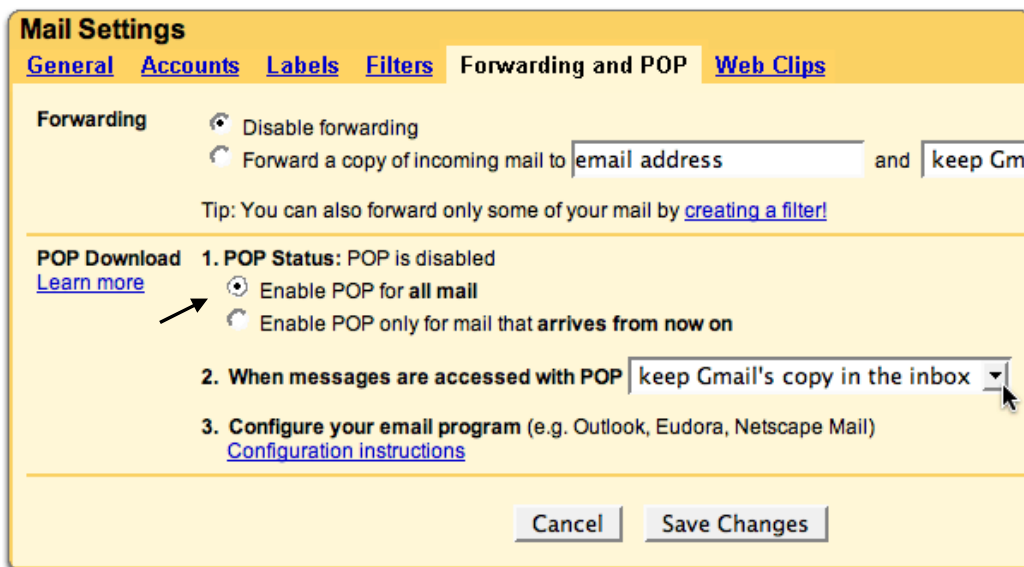 Mail Settings
General Accounts Labels Filters Forwarding and POP Web Clips
Forwarding Disable forwarding
Forward a copy of incoming mail to email address and keep Gm
Tip: You can also forward only some of your mail by creating a filter!
POP Download 1. POP Status: POP is disabled
Learn more Enable POP for all mail
Enable POP only for mail that arrives from now on
2. When messages are accessed with POP keep Gmail's copy in the inbox
3. Configure your email program (e.g. Outlook, Eudora, Netscape Mail)
Configuration instructions
Cancel Save Changes